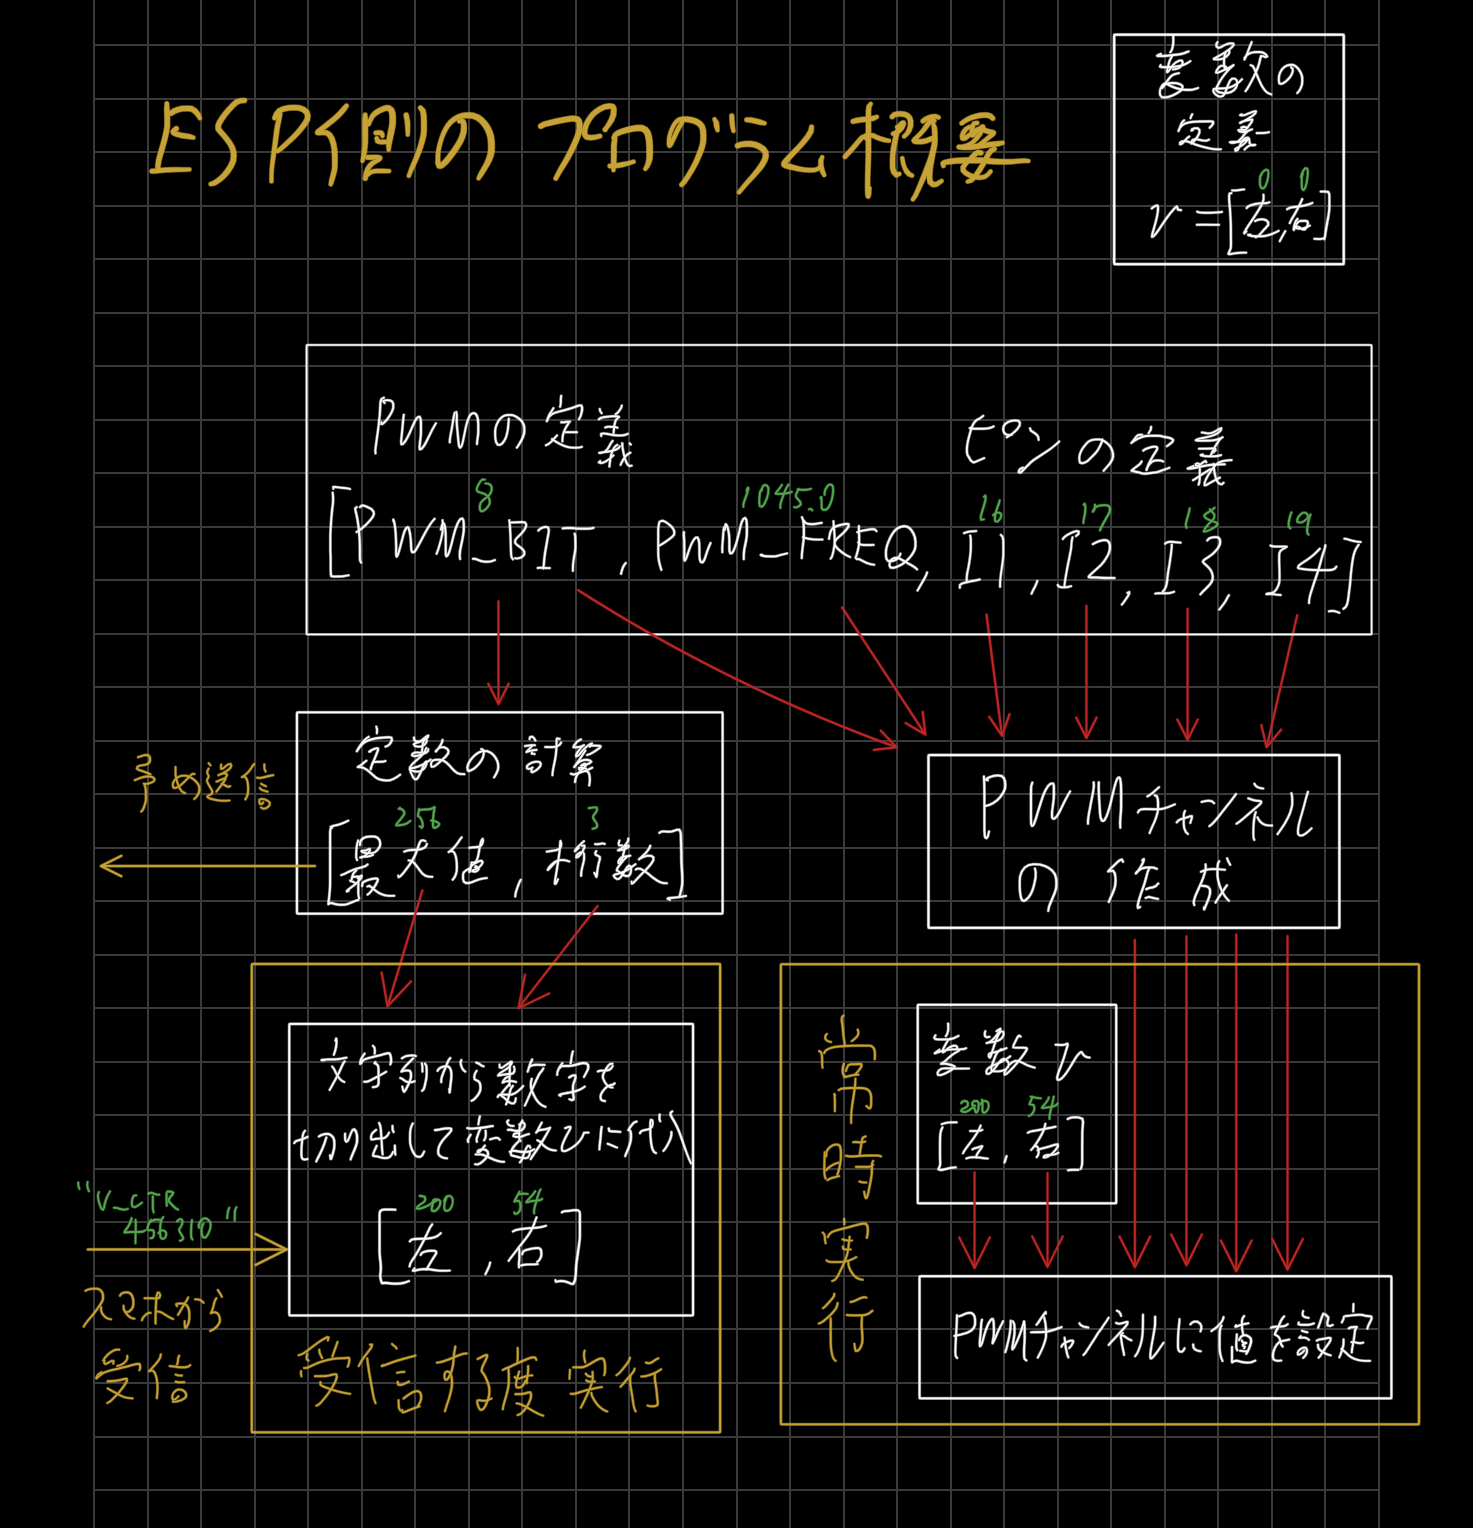 ESP側のプログラム概要
変数の
定義
0 0
v=[左,右]
PWMの定義
ピンの定義
8 1045.0 16 17 18 19
[PWM_BIT, PWM_FREQ, I1, I2, I3, I4]
予め送信
定数の計算
256 3
[最大値, 桁数]
PWMチャンネル
の作成
文字列から数字を
切り出して変数vに代入
200 54
[左, 右]
"V_CTR
456310"
スマホから
受信
受信する度実行
常時実行
変数v
200 54
[左, 右]
PWMチャンネルに値を設定